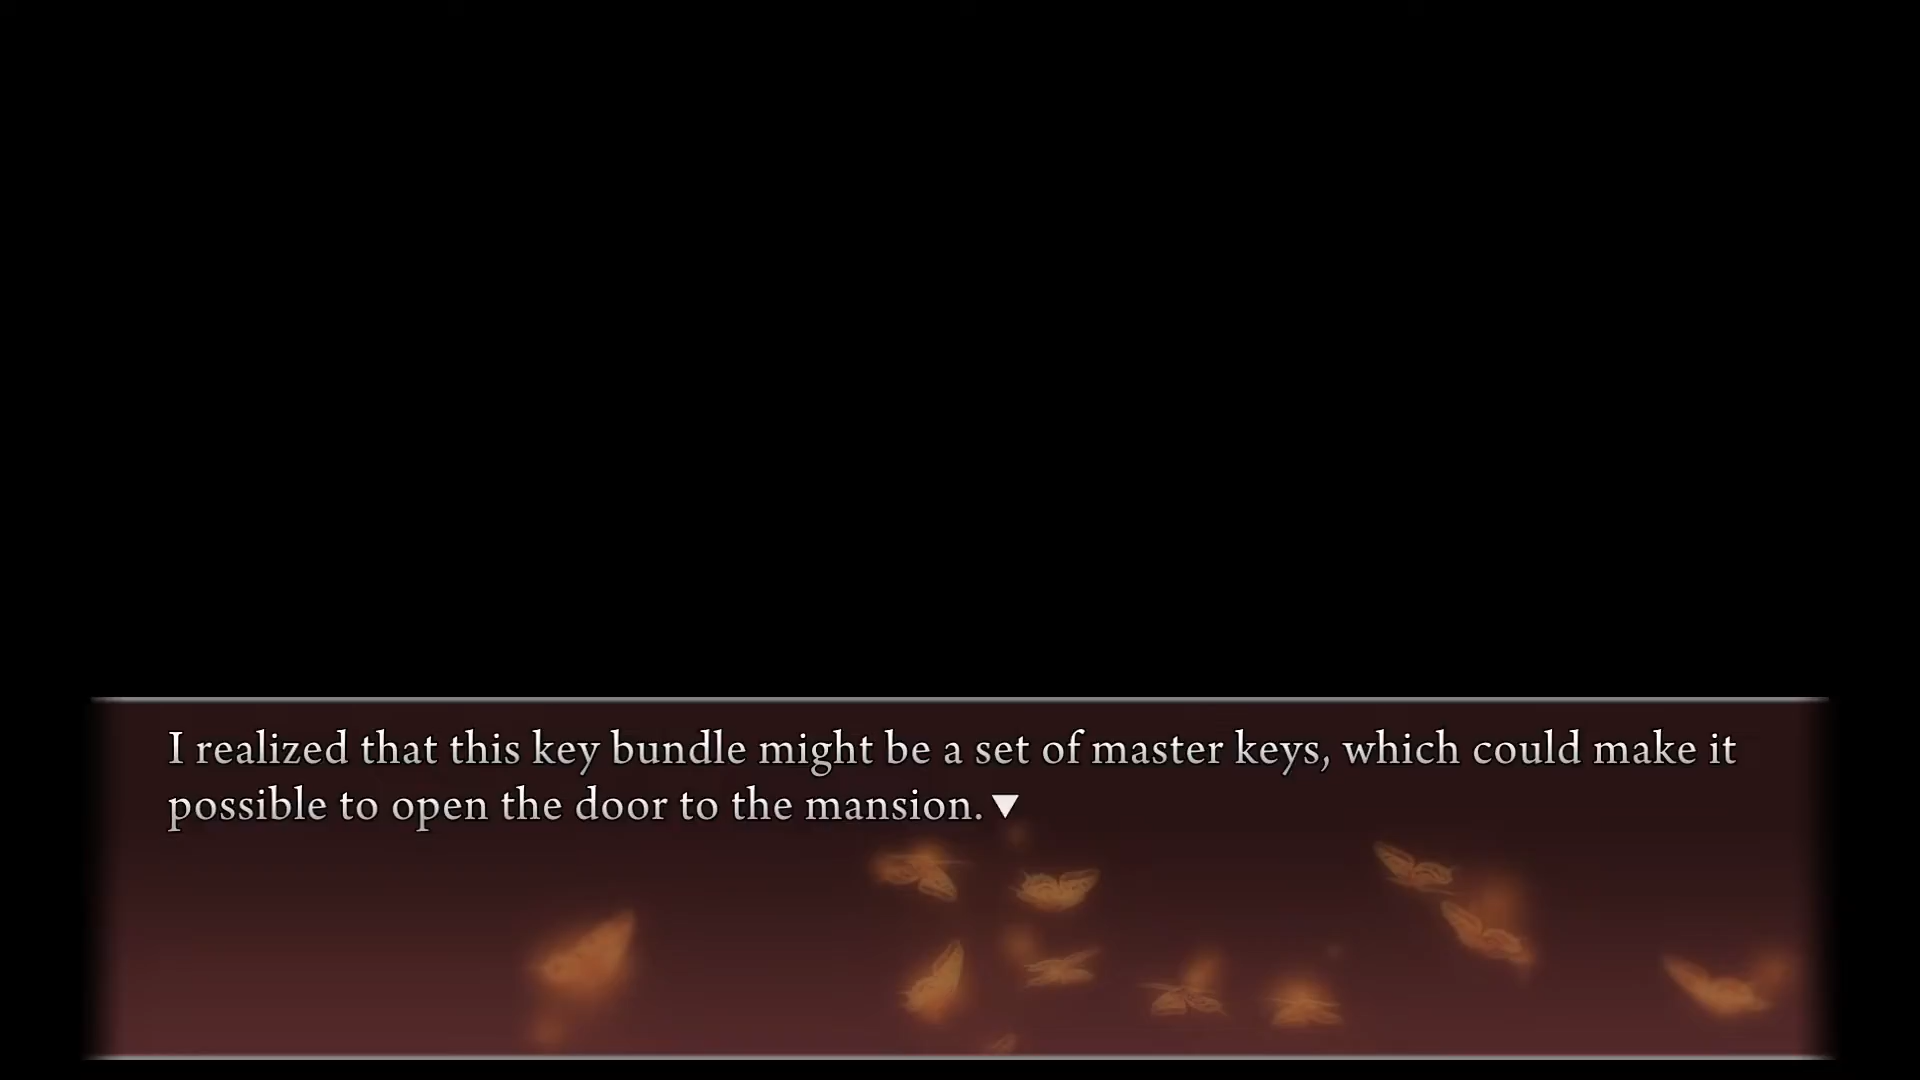 I realized that this key bundle might be a set of master keys, which could make it
possible to open the door to the mansion.